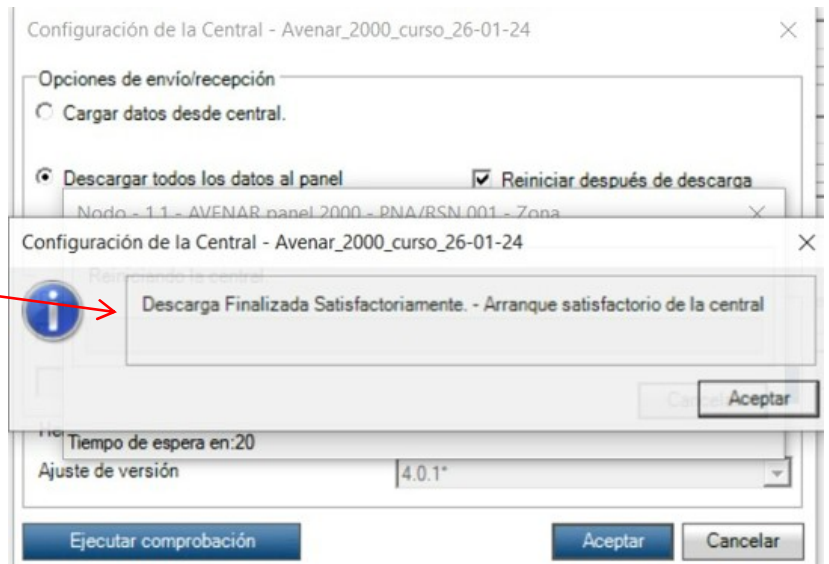 Configuración de la Central - Avenar_2000_curso_26-01-24
Opciones de envío/recepción
Cargar datos desde central.
Descargar todos los datos al panel
Reiniciar después de descarga
Nodo - 1.1 - AVENAR panel 2000 - PNA/RSN 001 - Zona
Configuración de la Central - Avenar_2000_curso_26-01-24
Reiniciando la central.
Descarga Finalizada Satisfactoriamente. - Arranque satisfactorio de la central
Cancelar
Aceptar
Tiempo de espera en:20
Ajuste de versión
4.0.1*
Ejecutar comprobación
Aceptar
Cancelar